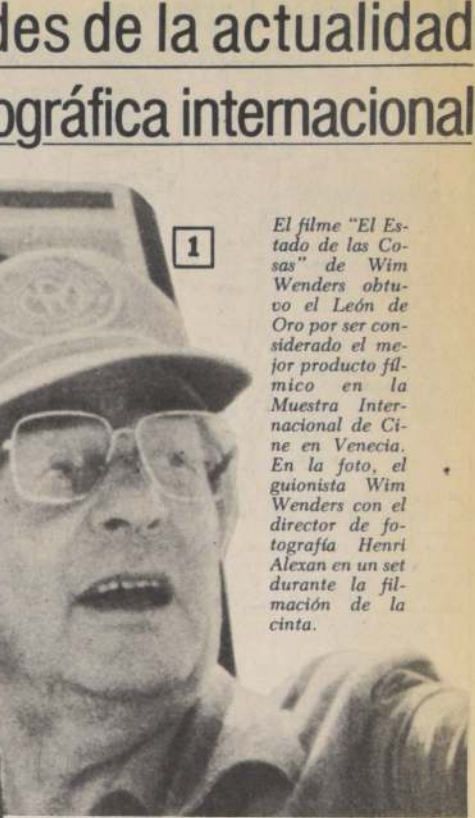 des de la actualidad
ográfica internacional
1
El filme "El Es-
tado de las Co-
sas" de Wim
Wenders obtu-
vo el León de
Oro por ser con-
siderado el me-
jor producto fíl-
mico en la
Muestra Inter-
nacional de Ci-
ne en Venecia.
En la foto, el
guionista Wim
Wenders con el
director de fo-
tografía Henri
Alexan en un set
durante la fil-
mación de la
cinta.